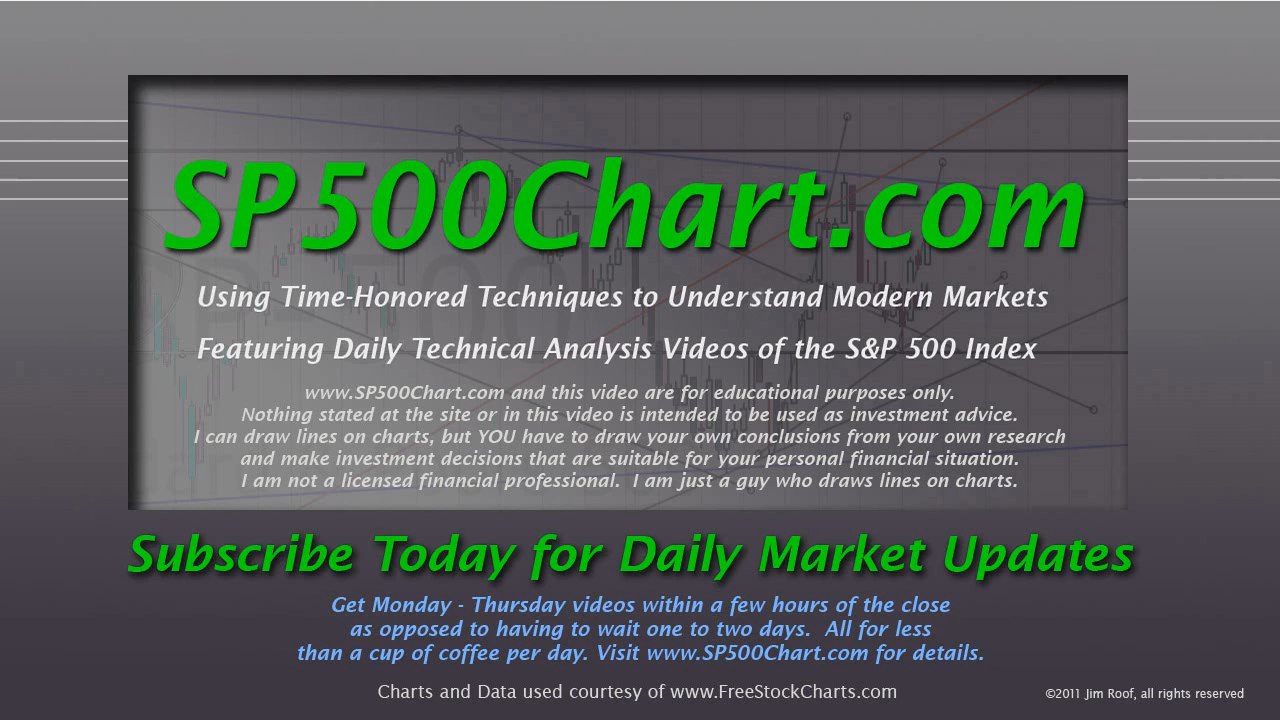 SP500Chart.com
Using Time-Honored Techniques to Understand Modern Markets
Featuring Daily Technical Analysis Videos of the S&P 500 Index
www.SP500Chart.com and this video are for educational purposes only.
Nothing stated at the site or in this video is intended to be used as investment advice.
I can draw lines on charts, but YOU have to draw your own conclusions from your own research
and make investment decisions that are suitable for your personal financial situation.
I am not a licensed financial professional.  I am just a guy who draws lines on charts.
Subscribe Today for Daily Market Updates
Get Monday - Thursday videos within a few hours of the close
as opposed to having to wait one to two days.  All for less
than a cup of coffee per day. Visit www.SP500Chart.com for details.
Charts and Data used courtesy of www.FreeStockCharts.com
©2011 Jim Roof, all rights reserved